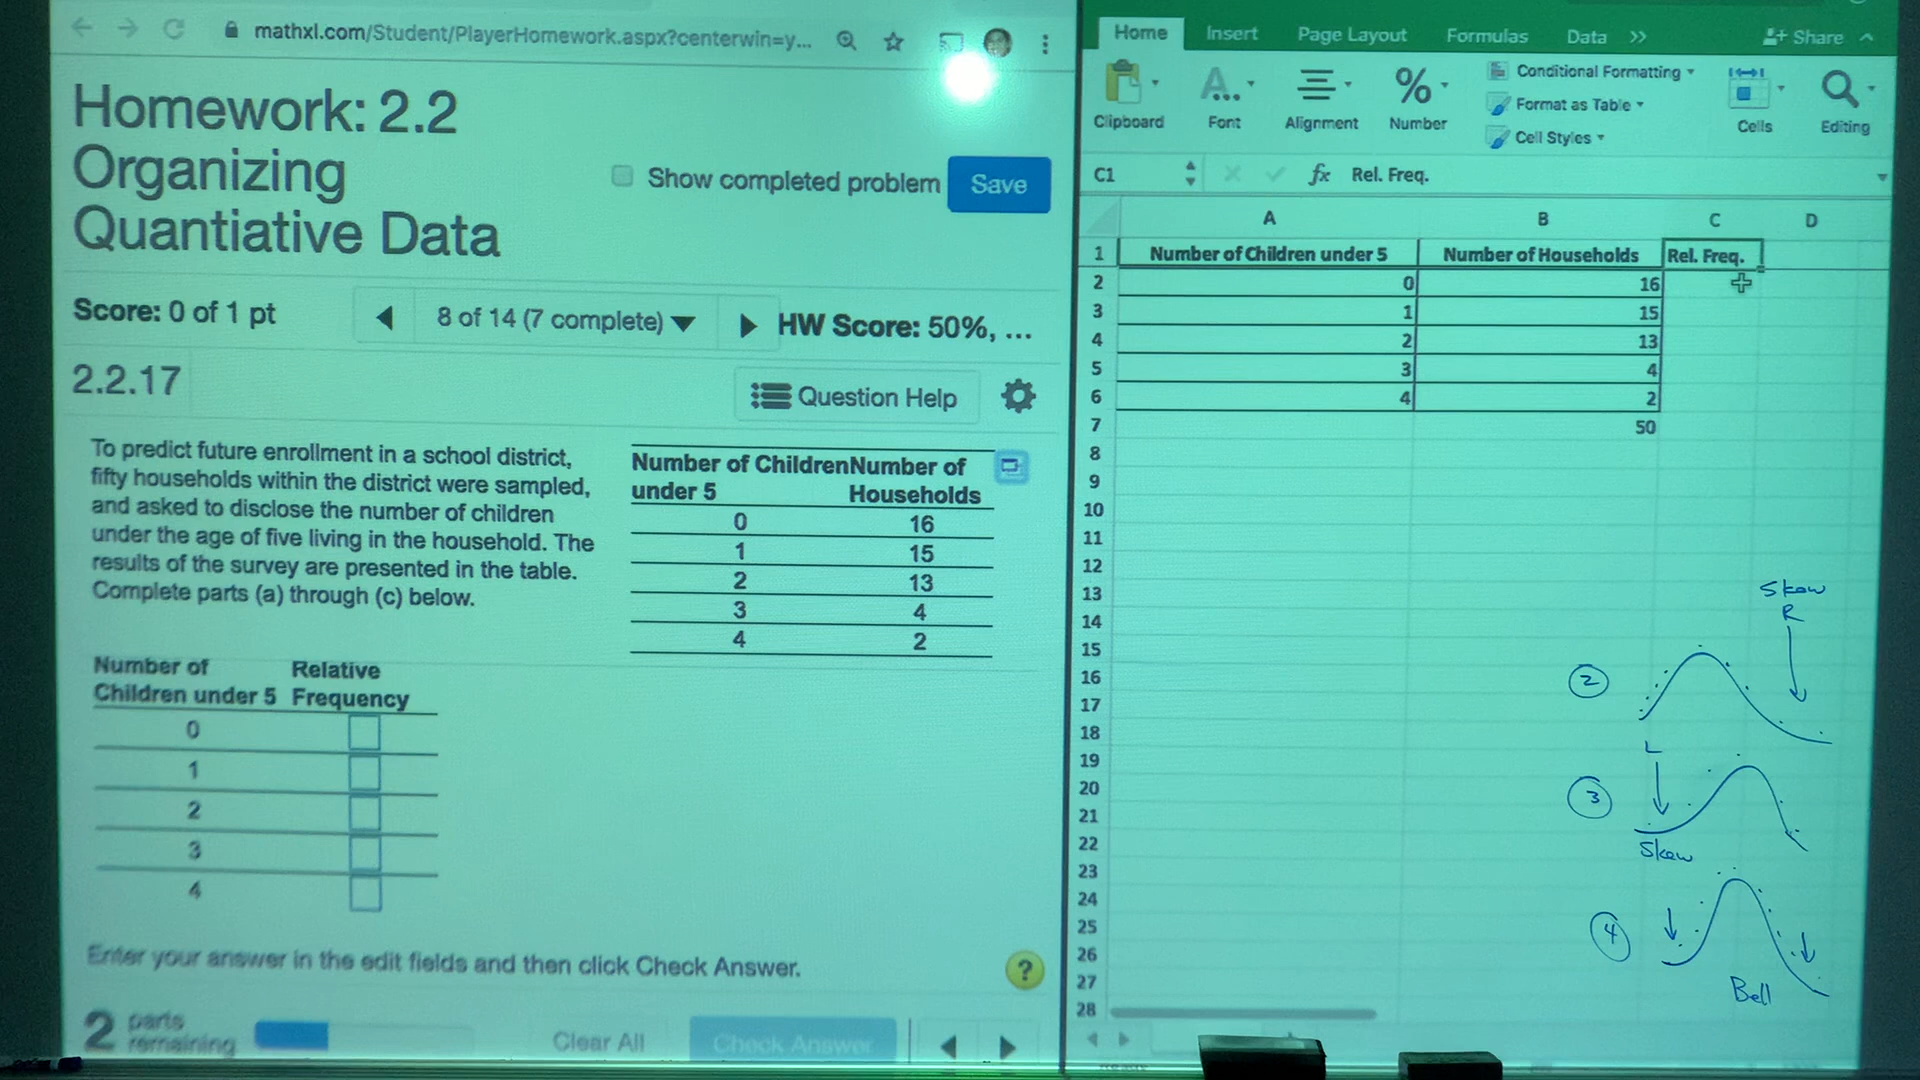 mathxl.com/Student/PlayerHomework.aspx?centerwin=y...
Homework: 2.2
Organizing
Quantiative Data
Show completed problem
Save
Score: 0 of 1 pt
8 of 14 (7 complete)
HW Score: 50%, ...
2.2.17
Question Help
To predict future enrollment in a school district,
fifty households within the district were sampled,
and asked to disclose the number of children
under the age of five living in the household. The
results of the survey are presented in the table.
Complete parts (a) through (c) below.
Number of Children Number of
under 5 Households
0 16
1 15
2 13
3 4
4 2
Number of Relative
Children under 5 Frequency
0
1
2
3
4
Enter your answer in the edit fields and then click Check Answer.
?
2 parts
remaining
Clear All
Check Answer
Home Insert Page Layout Formulas Data >> Share
Clipboard
Font
Alignment
% Number
Conditional Formatting
Format as Table
Cell Styles
Cells
Editing
C1 fx Rel. Freq.
A B C D
1 Number of Children under 5 Number of Households Rel. Freq.
2 0 16
3 1 15
4 2 13
5 3 4
6 4 2
7 50
8
9
10
11
12
13
14
15
16
17
18
19
20
21
22
23
24
25
26
27
28
Skew
R
2
L
3
Skew
4
Bell